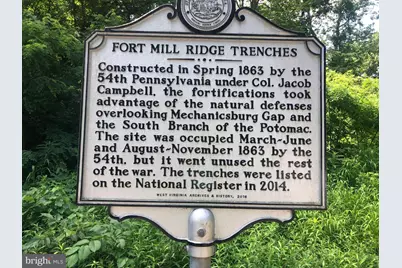 FORT MILL RIDGE TRENCHES
Constructed in Spring 1863 by the
54th Pennsylvania under Col. Jacob
Campbell, the fortifications took
advantage of the natural defenses
overlooking Mechanicsburg Gap and
the South Branch of the Potomac.
The site was occupied March-June
and August-November 1863 by the
54th, but it went unused the rest
of the war. The trenches were listed
on the National Register in 2014.
WEST VIRGINIA ARCHIVES & HISTORY, 2016
bright MLS